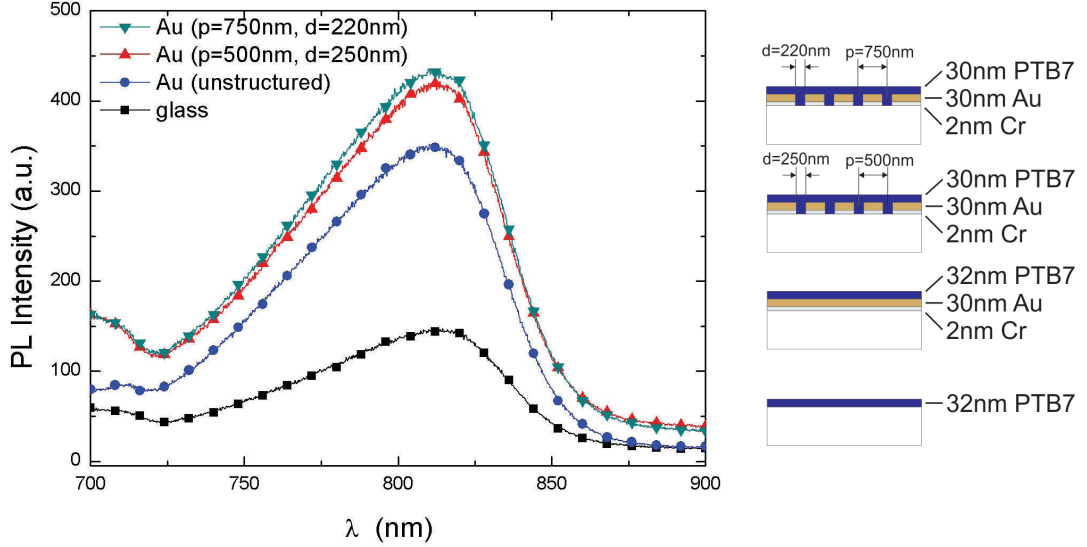 500
400
300
200
100
0
PL Intensity (a.u.)
Au (p=750nm, d=220nm)
Au (p=500nm, d=250nm)
Au (unstructured)
glass
700
750
800
850
900
λ (nm)
d=220nm p=750nm
30nm PTB7
30nm Au
2nm Cr
d=250nm p=500nm
30nm PTB7
30nm Au
2nm Cr
32nm PTB7
30nm Au
2nm Cr
32nm PTB7